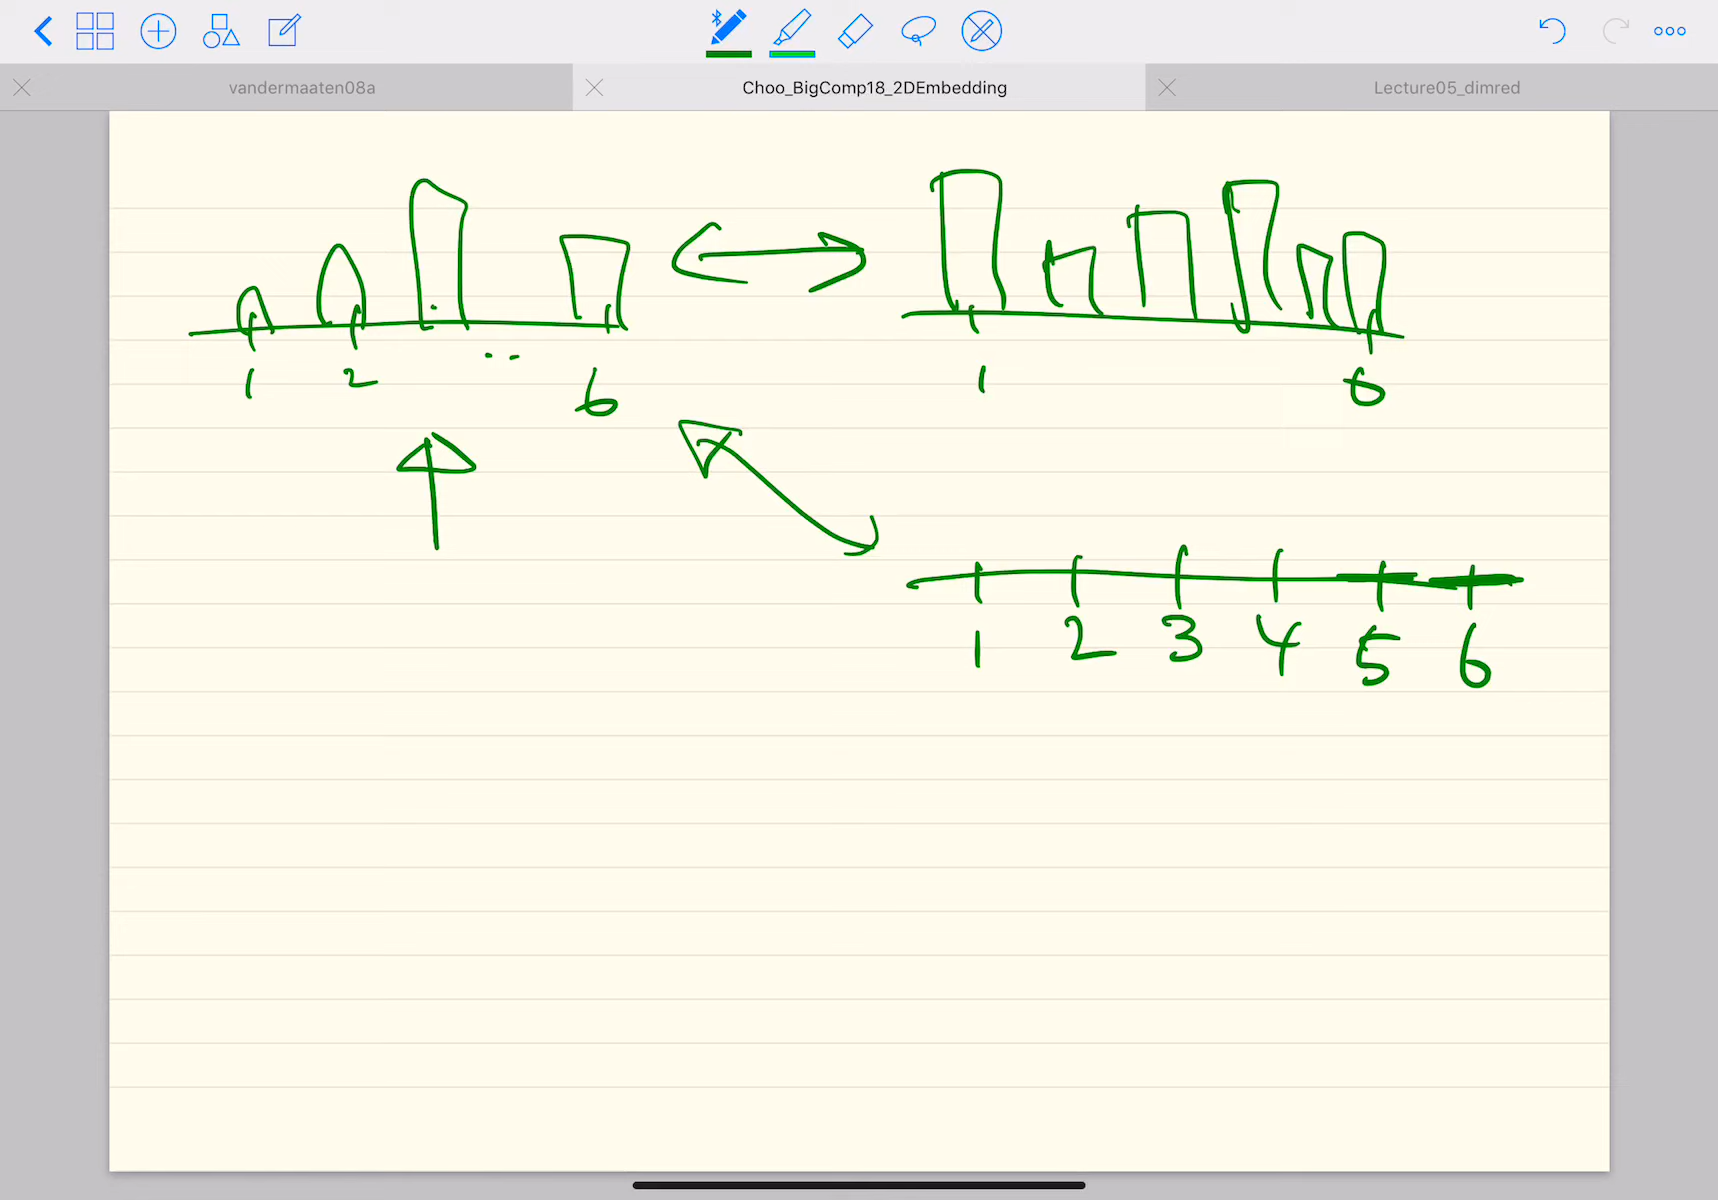 vandermaaten08a
Choo_BigComp18_2DEmbedding
Lecture05_dimred
1 2 6
1 6
1 2 3 4 5 6